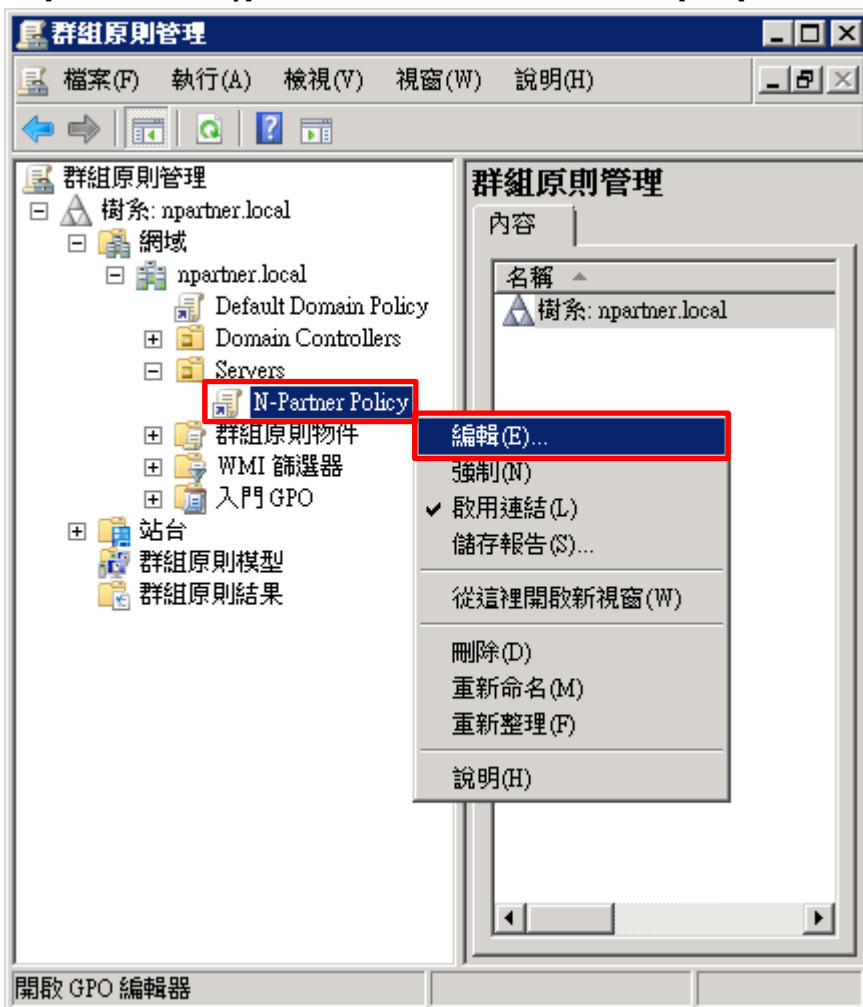 群組原則管理
檔案(F) 執行(A) 檢視(V) 視窗(W) 說明(H)
群組原則管理
樹系: npartner.local
網域
npartner.local
Default Domain Policy
Domain Controllers
Servers
N-Partner Policy
群組原則物件
WMI 篩選器
入門 GPO
站台
群組原則模型
群組原則結果
群組原則管理
內容
名稱
樹系: npartner.local
編輯(E)...
強制(N)
啟用連結(L)
儲存報告(S)...
從這裡開啟新視窗(W)
刪除(D)
重新命名(M)
重新整理(F)
說明(H)
開啟 GPO 編輯器